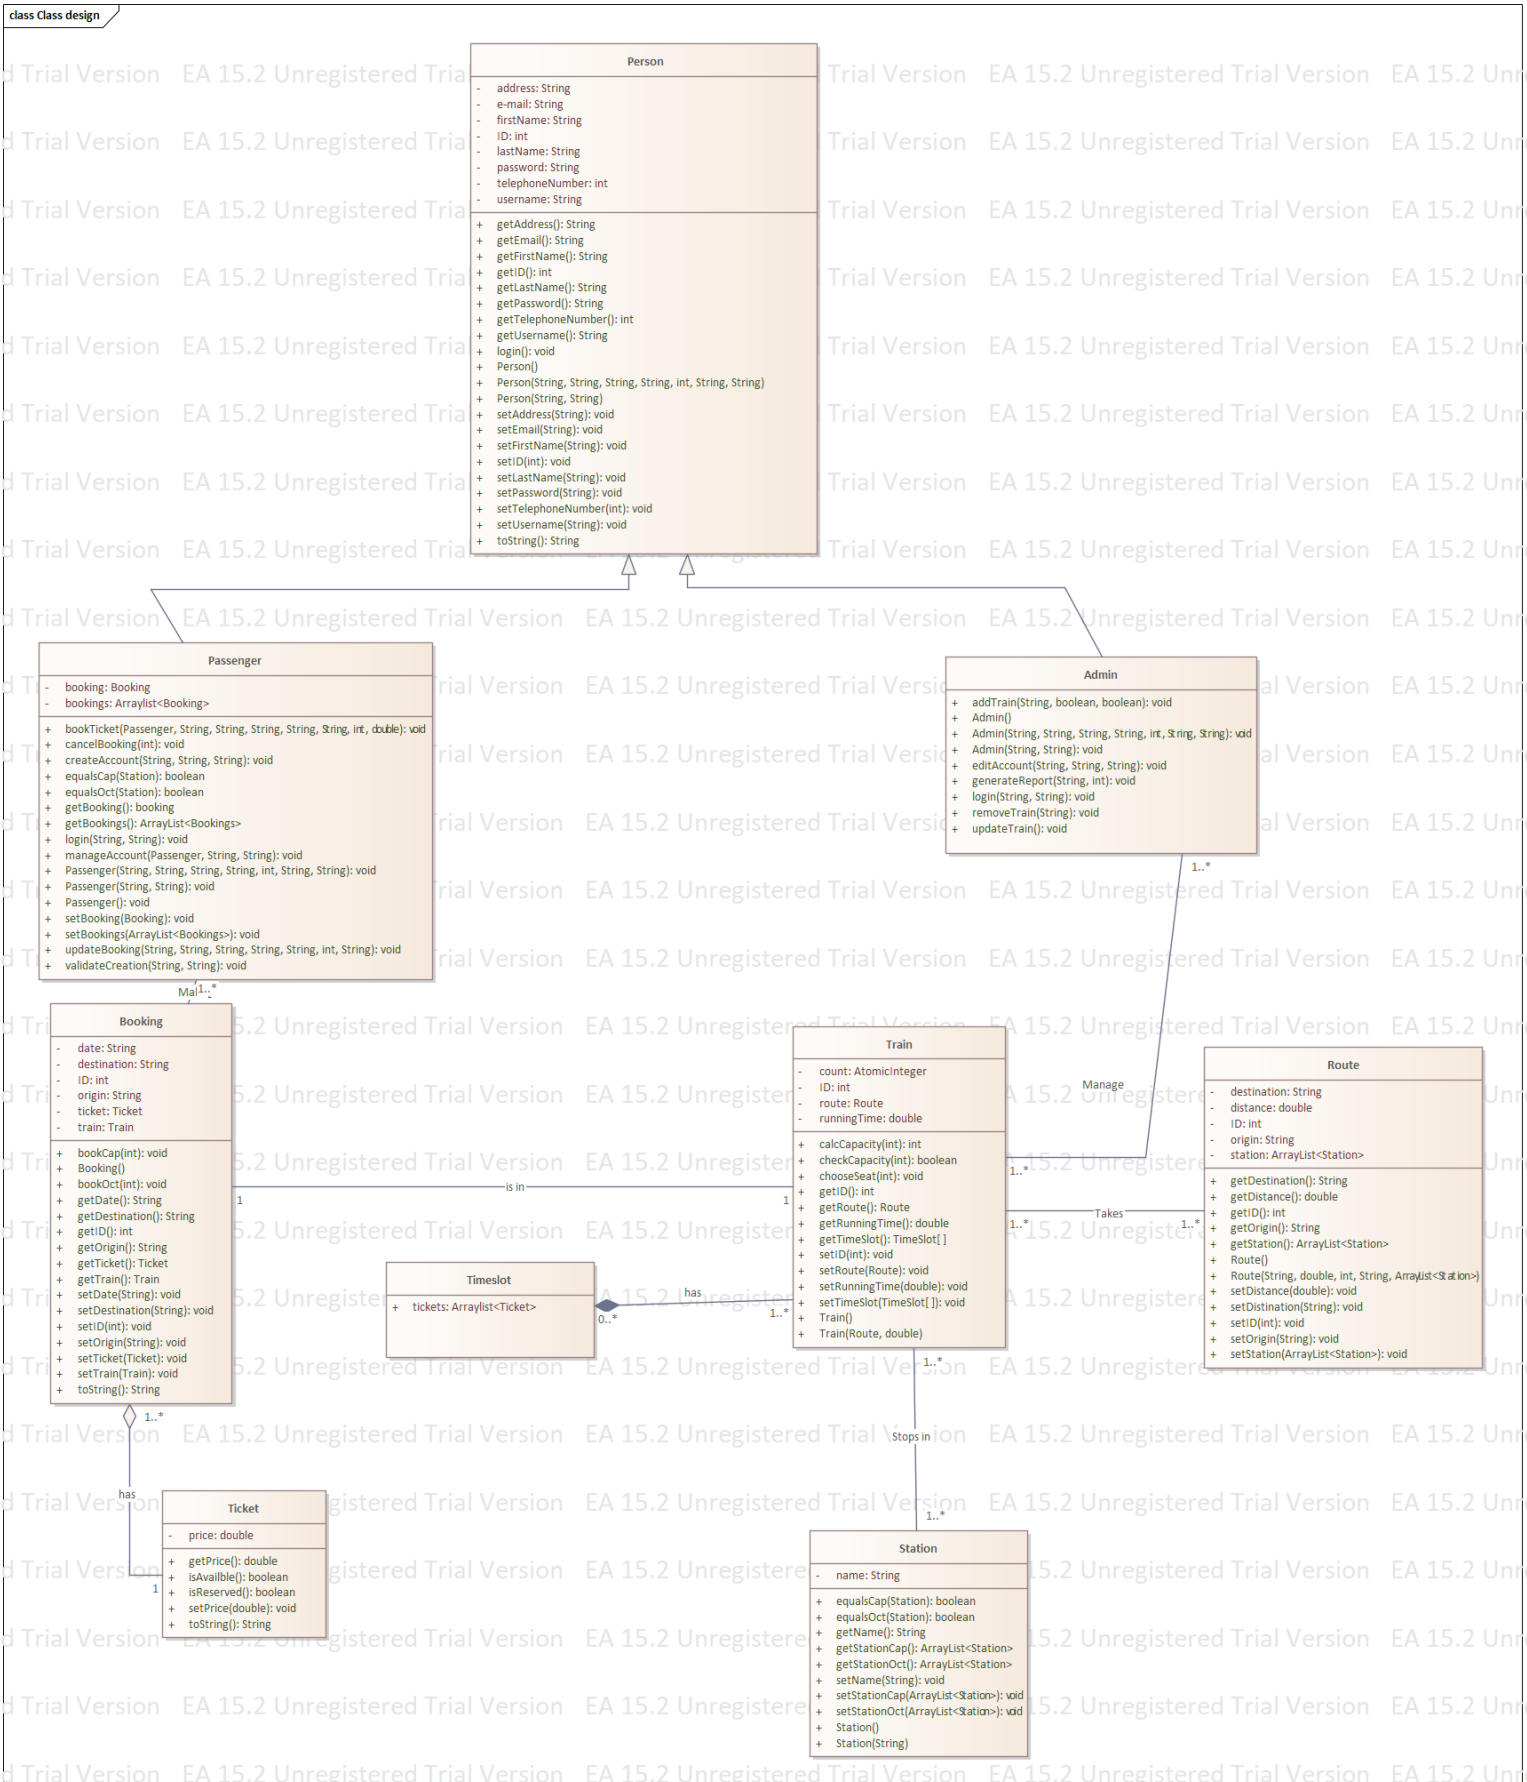 class Class design
Person
- address: String
- e-mail: String
- firstName: String
- ID: int
- lastName: String
- password: String
- telephoneNumber: int
- username: String
+ getAddress(): String
+ getEmail(): String
+ getFirstName(): String
+ getID(): int
+ getLastName(): String
+ getPassword(): String
+ getTelephoneNumber(): int
+ getUsername(): String
+ login(): void
+ Person()
+ Person(String, String, String, String, int, String, String)
+ Person(String, String)
+ setAddress(String): void
+ setEmail(String): void
+ setFirstName(String): void
+ setID(int): void
+ setLastName(String): void
+ setPassword(String): void
+ setTelephoneNumber(int): void
+ setUsername(String): void
+ toString(): String
Passenger
- booking: Booking
- bookings: Arraylist<Booking>
+ bookTicket(Passenger, String, String, String, String, String, int, double): void
+ cancelBooking(int): void
+ createAccount(String, String, String): void
+ equalsCap(Station): boolean
+ equalsOct(Station): boolean
+ getBooking(): booking
+ getBookings(): ArrayList<Bookings>
+ login(String, String): void
+ manageAccount(Passenger, String, String): void
+ Passenger(String, String, String, String, int, String, String): void
+ Passenger(String, String): void
+ Passenger(): void
+ setBooking(Booking): void
+ setBookings(ArrayList<Bookings>): void
+ updateBooking(String, String, String, String, String, int, String): void
+ validateCreation(String, String): void
Admin
+ addTrain(String, boolean, boolean): void
+ Admin()
+ Admin(String, String, String, String, int, String, String): void
+ Admin(String, String): void
+ editAccount(String, String, String): void
+ generateReport(String, int): void
+ login(String, String): void
+ removeTrain(String): void
+ updateTrain(): void
1..*
Mal
1..*
Booking
- date: String
- destination: String
- ID: int
- origin: String
- ticket: Ticket
- train: Train
+ bookCap(int): void
+ Booking()
+ bookOct(int): void
+ getDate(): String
+ getDestination(): String
+ getID(): int
+ getOrigin(): String
+ getTicket(): Ticket
+ getTrain(): Train
+ setDate(String): void
+ setDestination(String): void
+ setID(int): void
+ setOrigin(String): void
+ setTicket(Ticket): void
+ setTrain(Train): void
+ toString(): String
is in
1
1
Train
- count: AtomicInteger
- ID: int
- route: Route
- runningTime: double
+ calcCapacity(int): int
+ checkCapacity(int): boolean
+ chooseSeat(int): void
+ getID(): int
+ getRoute(): Route
+ getRunningTime(): double
+ getTimeSlot(): TimeSlot[ ]
+ setID(int): void
+ setRoute(Route): void
+ setRunningTime(double): void
+ setTimeSlot(TimeSlot[ ]): void
+ Train()
+ Train(Route, double)
Manage
1..*
Takes
1..*
1..*
Route
- destination: String
- distance: double
- ID: int
- origin: String
- station: ArrayList<Station>
+ getDestination(): String
+ getDistance(): double
+ getID(): int
+ getOrigin(): String
+ getStation(): ArrayList<Station>
+ Route()
+ Route(String, double, int, String, ArrayList<Station>)
+ setDistance(double): void
+ setDistination(String): void
+ setID(int): void
+ setOrigin(String): void
+ setStation(ArrayList<Station>): void
Timeslot
+ tickets: Arraylist<Ticket>
has
0..*
1..*
1..*
Stops in
1..*
1..*
has
1
Ticket
- price: double
+ getPrice(): double
+ isAvailble(): boolean
+ isReserved(): boolean
+ setPrice(double): void
+ toString(): String
Station
- name: String
+ equalsCap(Station): boolean
+ equalsOct(Station): boolean
+ getName(): String
+ getStationCap(): ArrayList<Station>
+ getStationOct(): ArrayList<Station>
+ setName(String): void
+ setStationCap(ArrayList<Station>): void
+ setStationOct(ArrayList<Station>): void
+ Station()
+ Station(String)
EA 15.2 Unregistered Trial Version